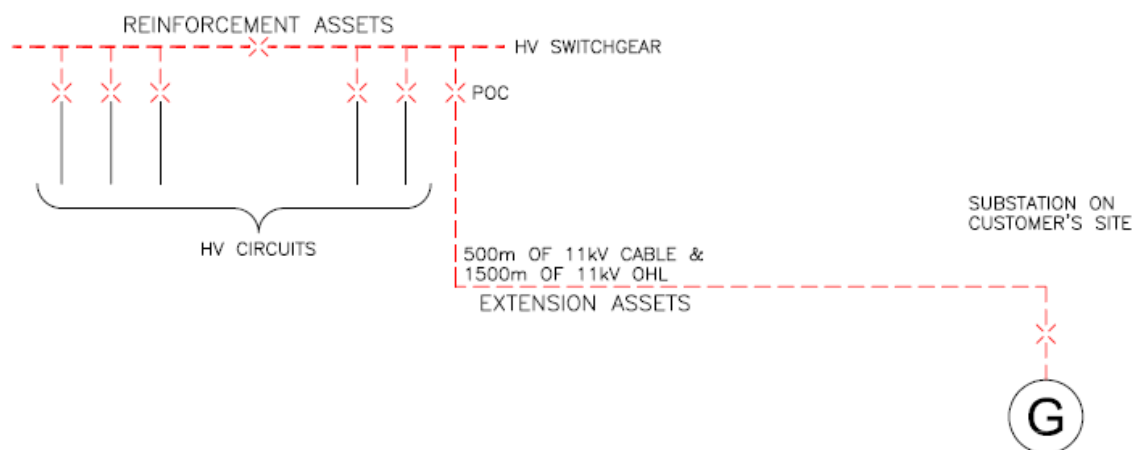 REINFORCEMENT ASSETS
HV SWITCHGEAR
POC
HV CIRCUITS
SUBSTATION ON
CUSTOMER'S SITE
500m OF 11kV CABLE &
1500m OF 11kV OHL
EXTENSION ASSETS
G